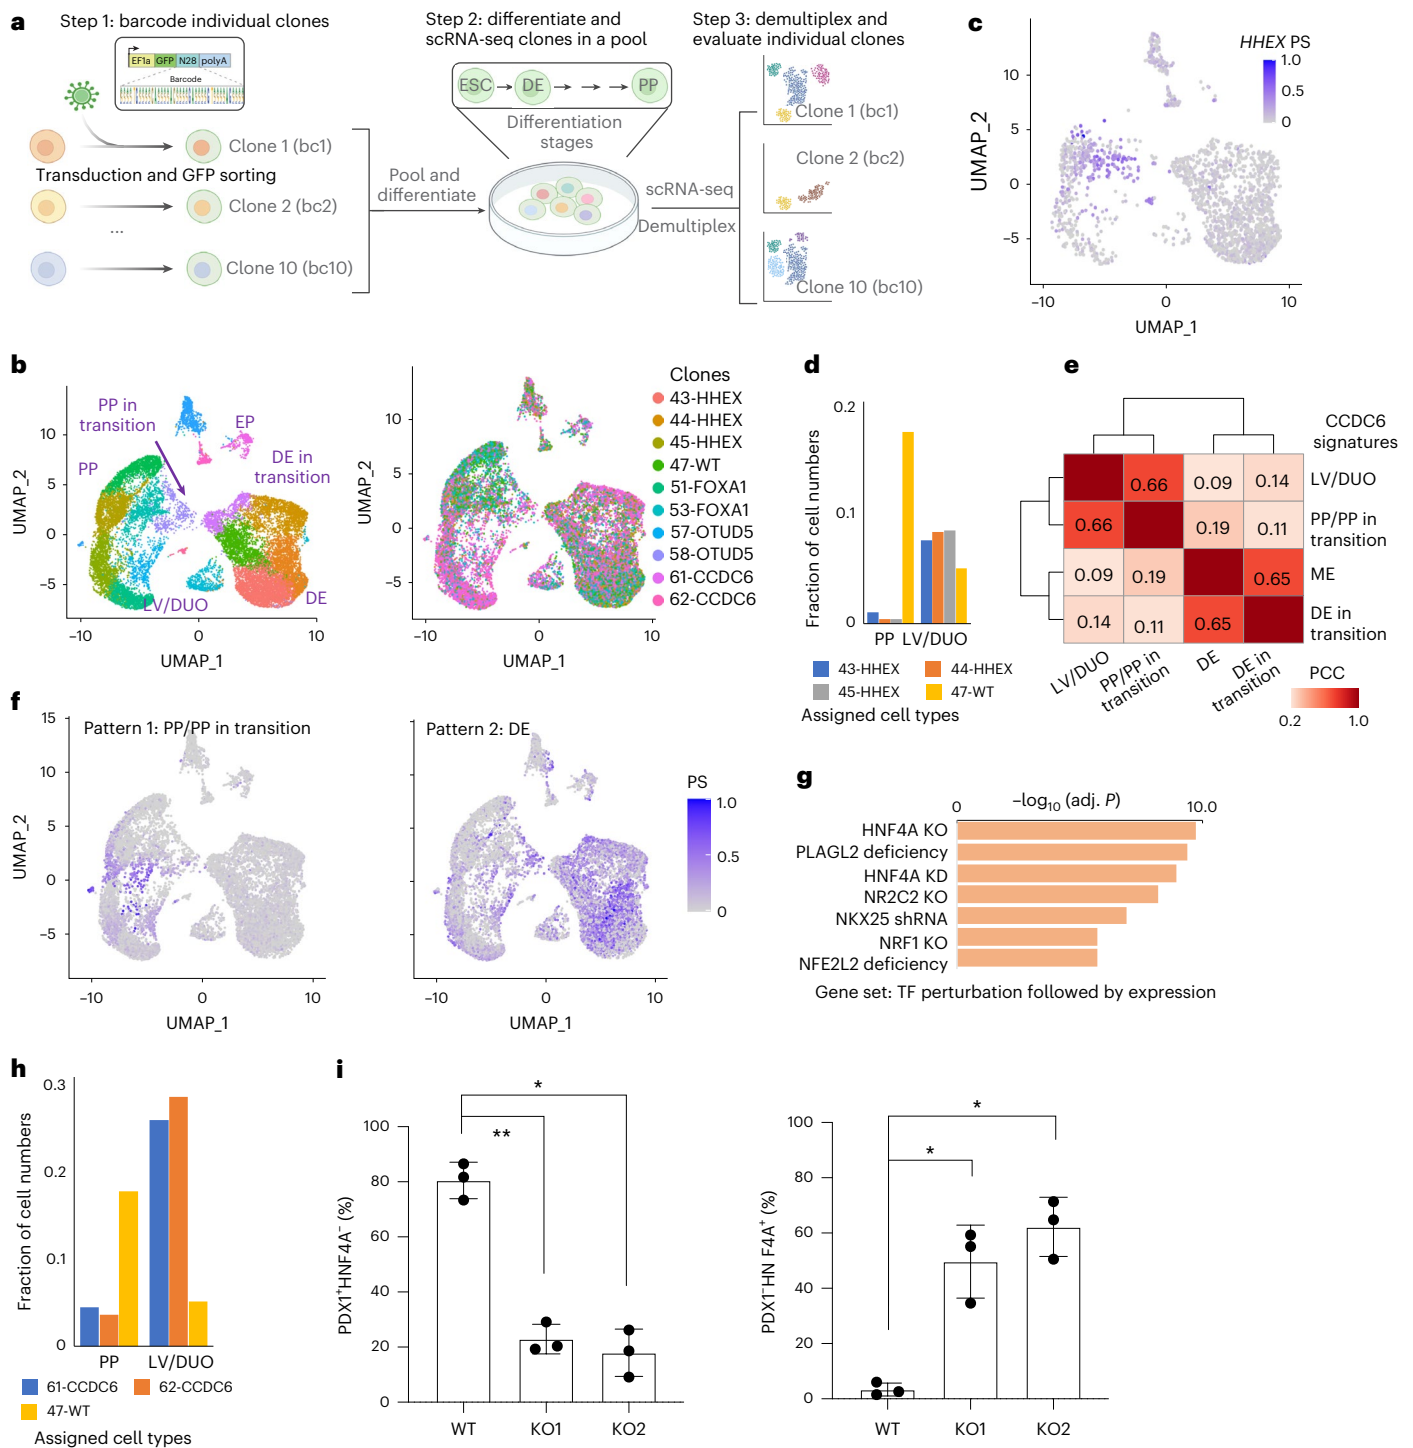 a
Step 1: barcode individual clones
EF1a GFP N28 polyA
Barcode
Clone 1 (bc1)
Transduction and GFP sorting
Clone 2 (bc2)
...
Clone 10 (bc10)
Pool and
differentiate
Step 2: differentiate and
scRNA-seq clones in a pool
ESC DE PP
Differentiation
stages
scRNA-seq
Demultiplex
Step 3: demultiplex and
evaluate individual clones
Clone 1 (bc1)
Clone 2 (bc2)
Clone 10 (bc10)
c
HHEX PS
1.0
0.5
0
UMAP_2
10
5
0
−5
−10 0 10
UMAP_1
b
PP in
transition
EP
PP
DE in
transition
LV/DUO
DE
UMAP_2
10
5
0
−5
−10 0 10
UMAP_1
UMAP_2
10
5
0
−5
−10 0 10
UMAP_1
Clones
43-HHEX
44-HHEX
45-HHEX
47-WT
51-FOXA1
53-FOXA1
57-OTUD5
58-OTUD5
61-CCDC6
62-CCDC6
d
Fraction of cell numbers
0.2
0.1
0
PP LV/DUO
43-HHEX 44-HHEX
45-HHEX 47-WT
Assigned cell types
e
CCDC6
signatures
0.66 0.09 0.14 LV/DUO
0.66 0.19 0.11 PP/PP in
transition
0.09 0.19 0.65 ME
0.14 0.11 0.65 DE in
transition
LV/DUO
PP/PP in
transition
DE
DE in
transition
PCC
0.2 1.0
f
Pattern 1: PP/PP in transition
UMAP_2
15
10
5
0
−5
−10 0 10
UMAP_1
Pattern 2: DE
−10 0 10
UMAP_1
PS
1.0
0.5
0
g
0 −log10 (adj. P) 10.0
HNF4A KO
PLAGL2 deficiency
HNF4A KD
NR2C2 KO
NKX25 shRNA
NRF1 KO
NFE2L2 deficiency
Gene set: TF perturbation followed by expression
h
Fraction of cell numbers
0.3
0.2
0.1
0
PP LV/DUO
61-CCDC6 62-CCDC6
47-WT
Assigned cell types
i
PDX1+HNF4A− (%)
100
80
60
40
20
0
*
**
WT KO1 KO2
PDX1−HN F4A+ (%)
100
80
60
40
20
0
*
*
WT KO1 KO2